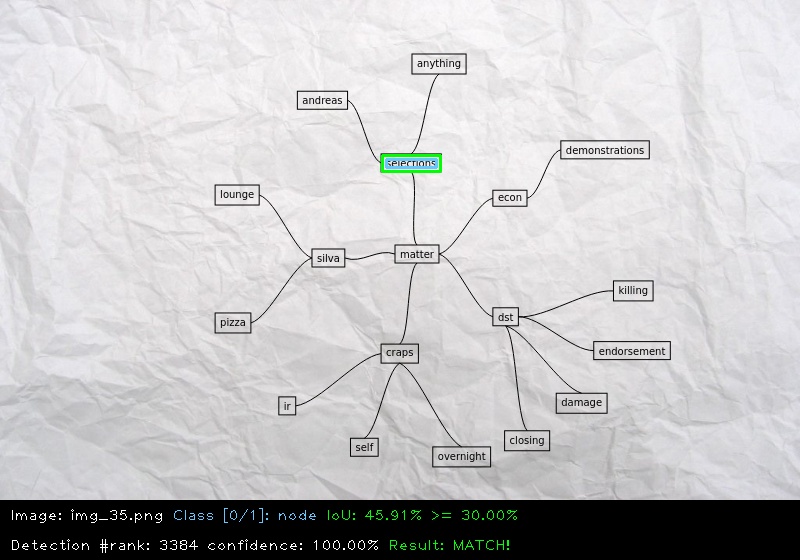 anything
andreas
demonstrations
selections
lounge
econ
matter
silva
killing
dst
pizza
endorsement
craps
damage
ir
closing
self
overnight
Image: img_35.png Class [0/1]: node IoU: 45.91% >= 30.00%
Detection #rank: 3384 confidence: 100.00% Result: MATCH!